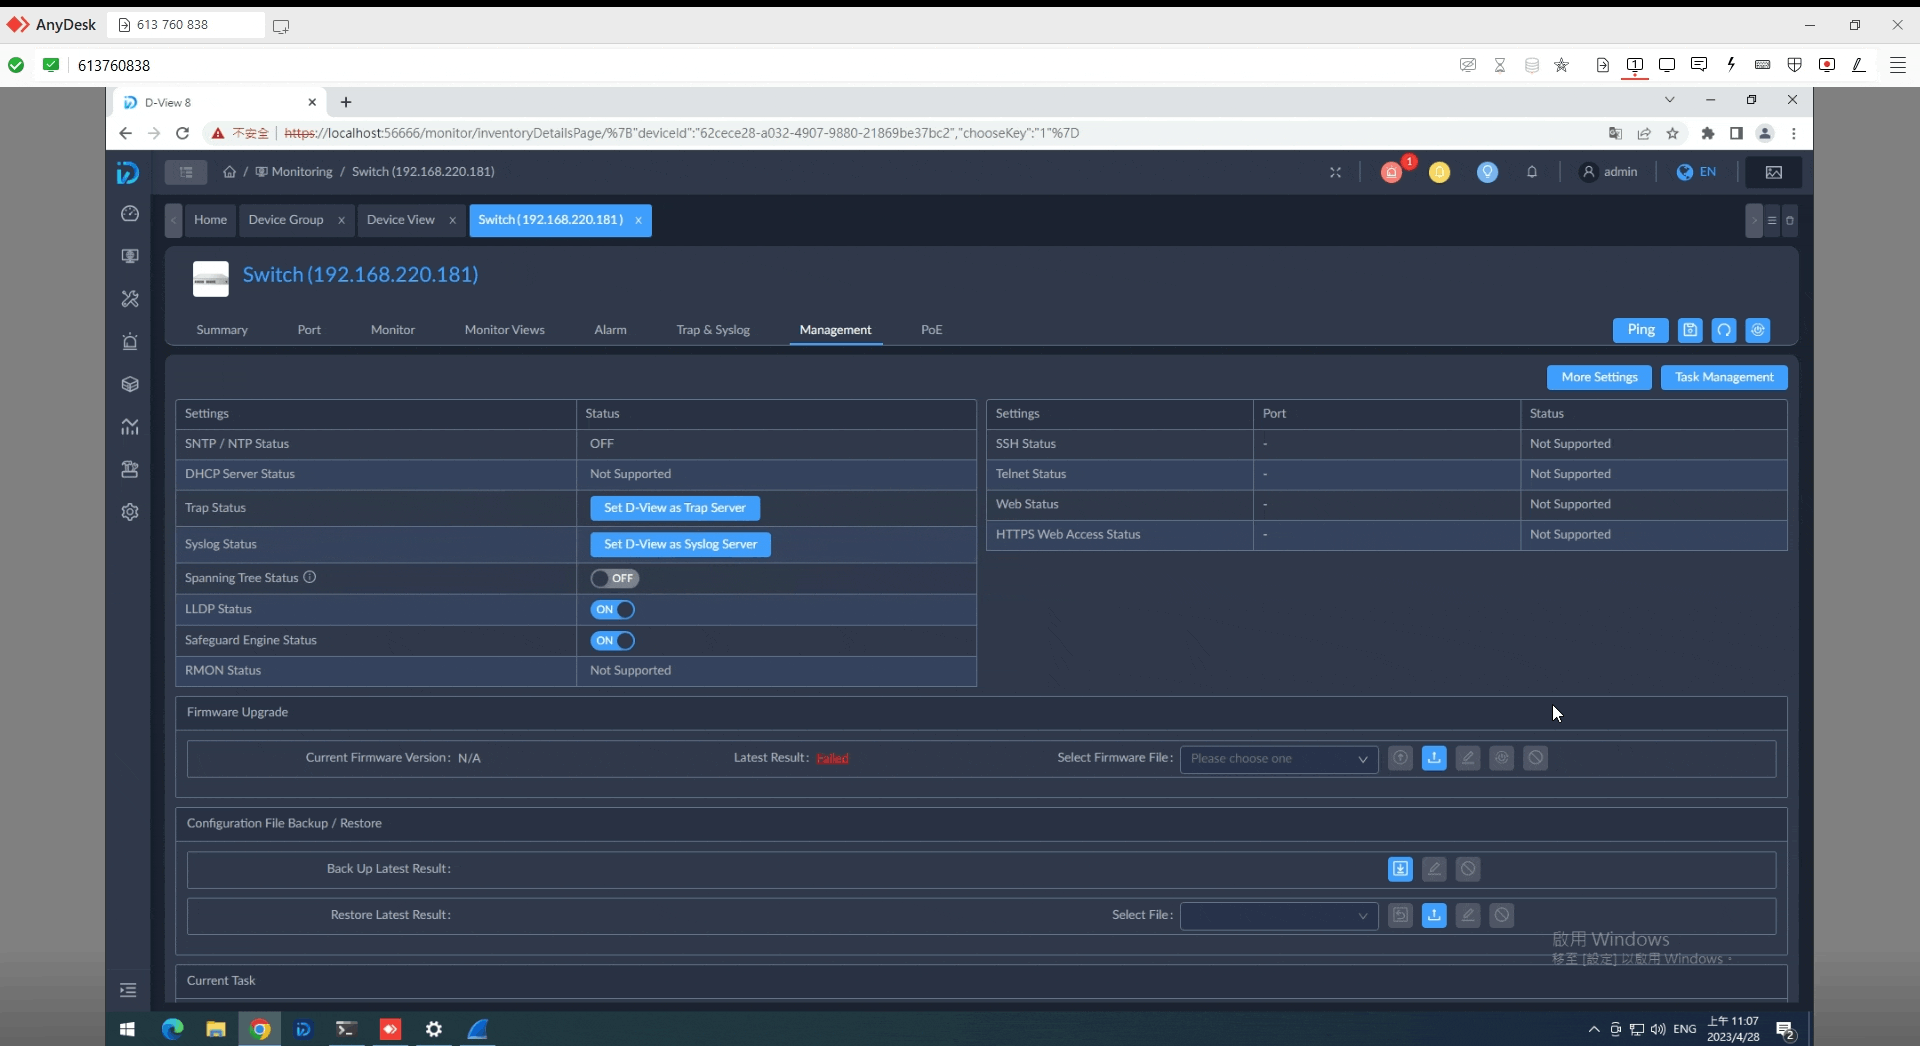 AnyDesk 613 760 838
613760838
D-View 8
不安全 https://localhost:56666/monitor/inventoryDetailsPage/%7B"deviceId":"62cece28-a032-4907-9880-21869be37bc2","chooseKey":"1"%7D
/ Monitoring / Switch (192.168.220.181) 1 admin EN
Home Device Group Device View Switch(192.168.220.181)
Switch (192.168.220.181)
Summary Port Monitor Monitor Views Alarm Trap & Syslog Management PoE Ping
More Settings Task Management
Settings Status Settings Port Status
SNTP / NTP Status OFF SSH Status - Not Supported
DHCP Server Status Not Supported Telnet Status - Not Supported
Trap Status Set D-View as Trap Server Web Status - Not Supported
Syslog Status Set D-View as Syslog Server HTTPS Web Access Status - Not Supported
Spanning Tree Status OFF
LLDP Status ON
Safeguard Engine Status ON
RMON Status Not Supported
Firmware Upgrade
Current Firmware Version: N/A Latest Result: Failed Select Firmware File: Please choose one
Configuration File Backup / Restore
Back Up Latest Result:
Restore Latest Result: Select File:
啟用 Windows
移至 [設定] 以啟用 Windows。
Current Task
ENG 上午 11:07
2023/4/28 2